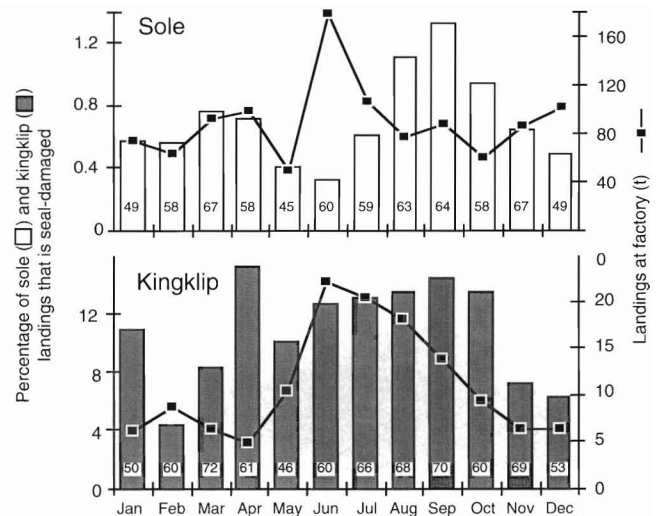 Percentage of sole (□) and kingklip (■)
landings that is seal-damaged
Landings at factory (t)
Sole
1.2
0.8
0.4
0
160
120
80
40
49 58 67 58 45 60 59 63 64 58 67 49
Kingklip
12
8
4
0
0
20
15
10
5
0
50 60 72 61 46 60 66 68 70 60 69 53
Jan Feb Mar Apr May Jun Jul Aug Sep Oct Nov Dec